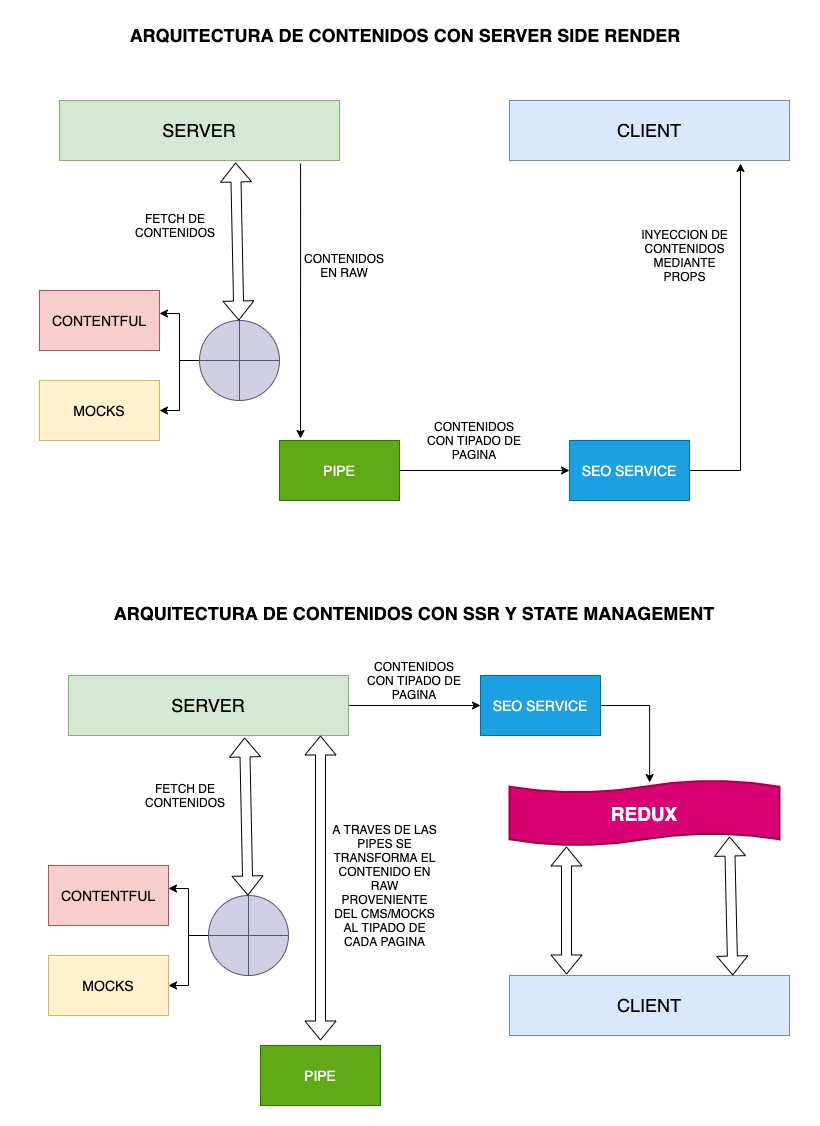 ARQUITECTURA DE CONTENIDOS CON SERVER SIDE RENDER
SERVER
CLIENT
FETCH DE
CONTENIDOS
CONTENIDOS
EN RAW
INYECCION DE
CONTENIDOS
MEDIANTE
PROPS
CONTENTFUL
MOCKS
CONTENIDOS
CON TIPADO DE
PAGINA
PIPE
SEO SERVICE
ARQUITECTURA DE CONTENIDOS CON SSR Y STATE MANAGEMENT
CONTENIDOS
CON TIPADO DE
PAGINA
SERVER
SEO SERVICE
FETCH DE
CONTENIDOS
REDUX
A TRAVES DE LAS
PIPES SE
TRANSFORMA EL
CONTENIDO EN
RAW
PROVENIENTE
DEL CMS/MOCKS
AL TIPADO DE
CADA PAGINA
CONTENTFUL
MOCKS
CLIENT
PIPE